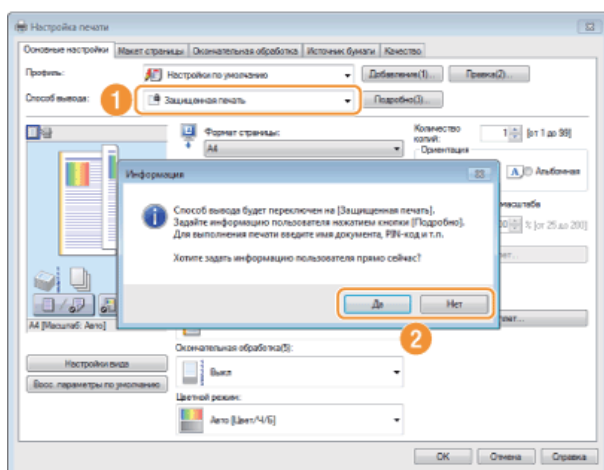 Настройка печати
Основные настройки Макет страницы Окончательная обработка Источник бумаги Качество
Профиль: Настройки по умолчанию Добавление(1)... Правка(2)...
Способ вывода: 1 Защищенная печать Подробно(3)...
Формат страницы:
A4
Количество копий: 1 [от 1 до 99]
Ориентация
A Альбомная
Информация
Способ вывода будет переключен на [Защищенная печать].
Задайте информацию пользователя нажатием кнопки [Подробно].
Для выполнения печати введите имя документа, PIN-код и т.п.
Хотите задать информацию пользователя прямо сейчас?
Да Нет
2
масштаба
% [от 25 до 200]
A4 [Масштаб: Авто]
Окончательная обработка(5):
Настройки вида
Выкл
Восс. параметры по умолчанию
Цветной режим:
Авто [Цвет/Ч/Б]
OK Отмена Справка